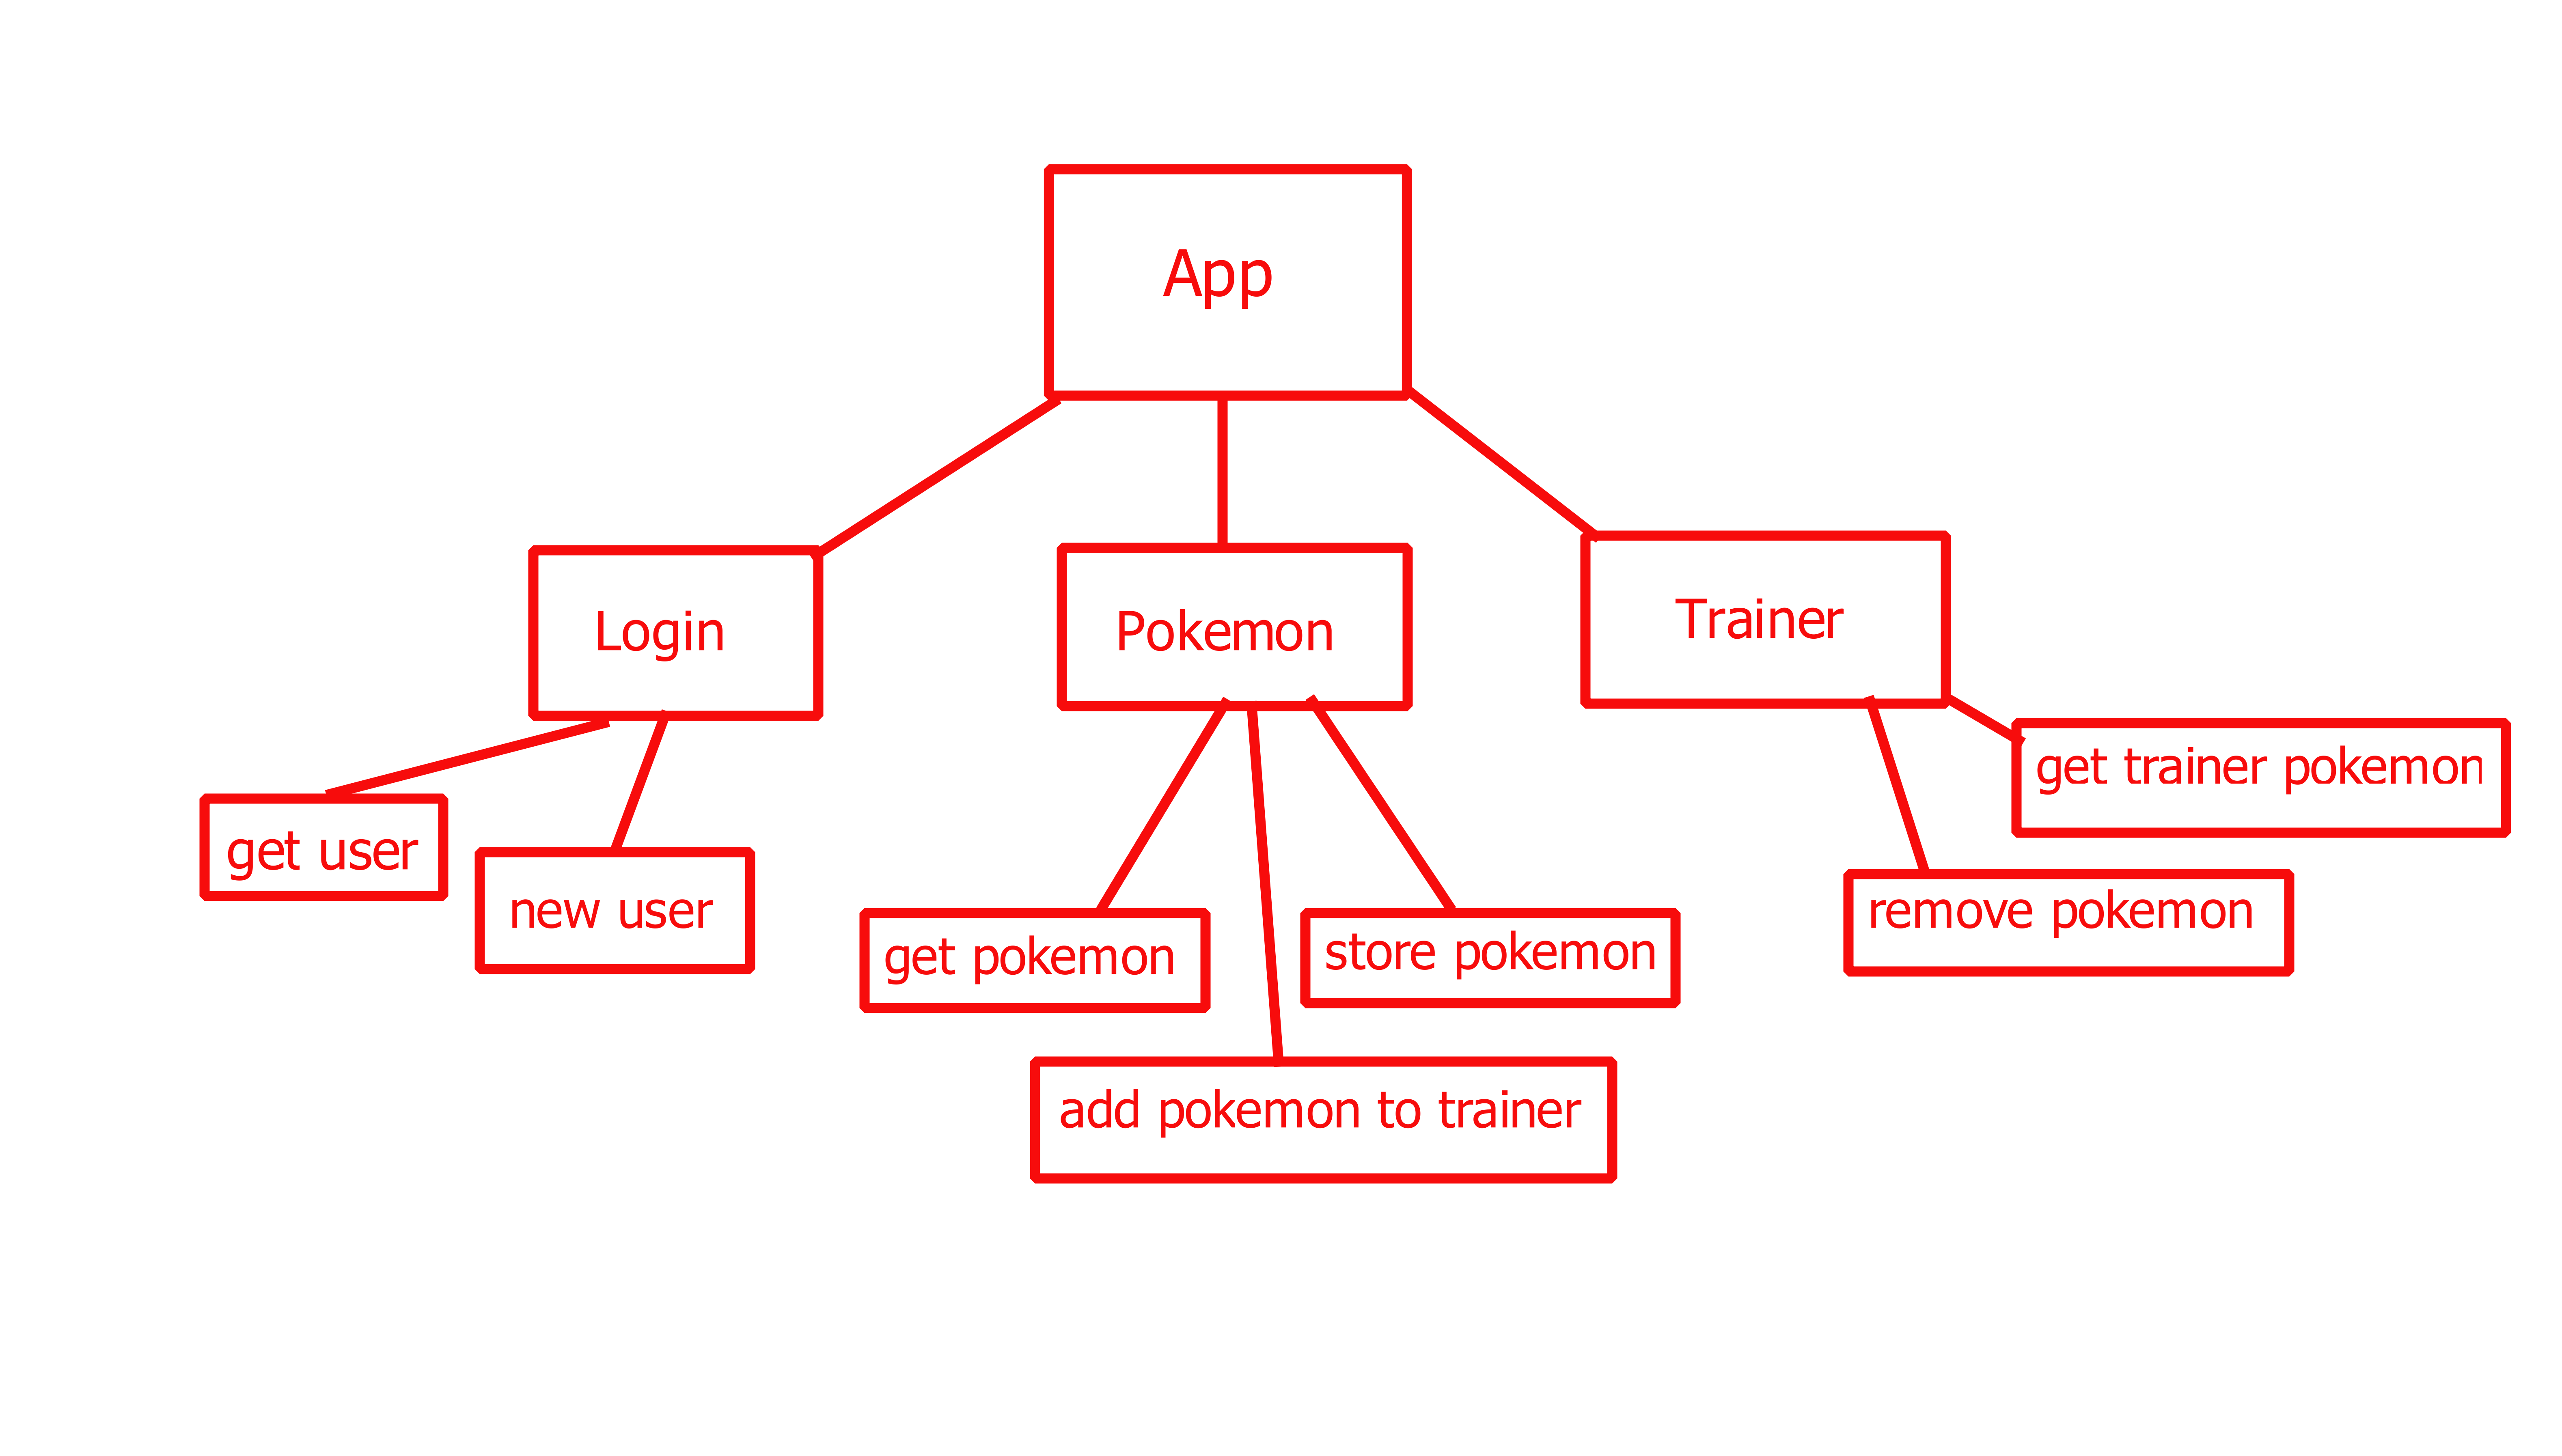 App
Login
Pokemon
Trainer
get user
new user
get pokemon
store pokemon
add pokemon to trainer
get trainer pokemon
remove pokemon